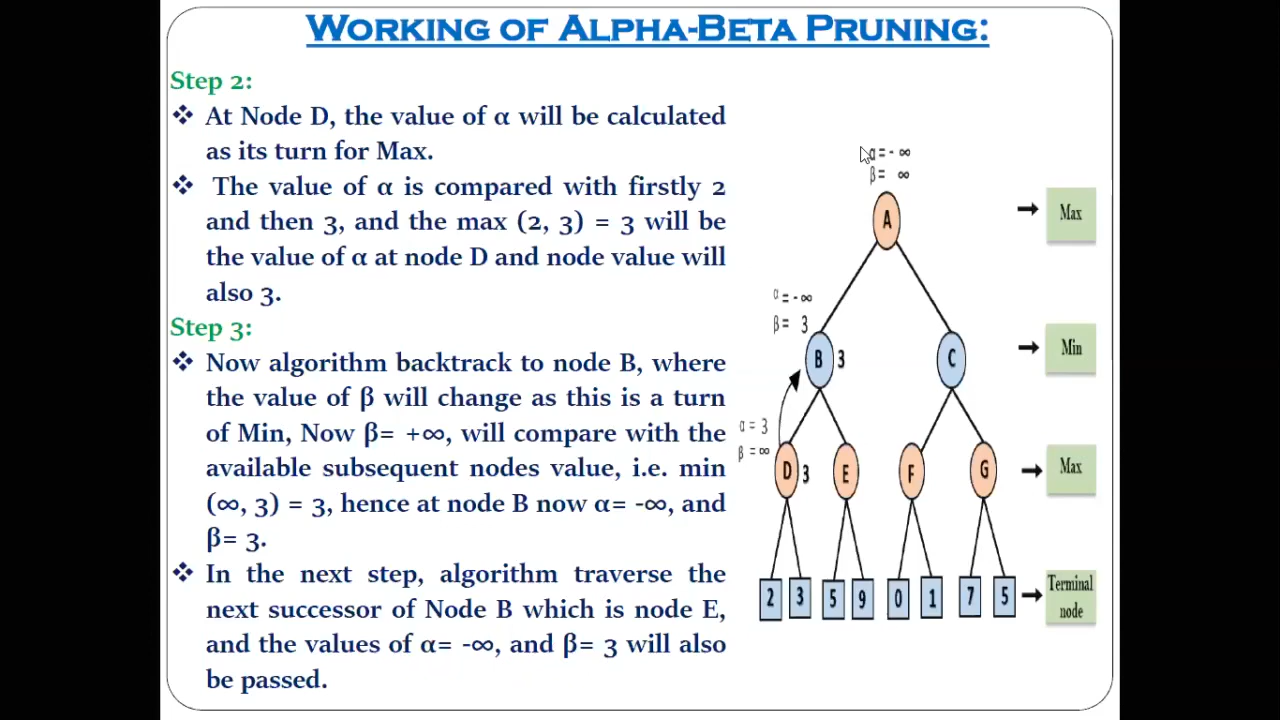 WORKING OF ALPHA-BETA PRUNING:
Step 2:
❖ At Node D, the value of α will be calculated
as its turn for Max.
❖ The value of α is compared with firstly 2
and then 3, and the max (2, 3) = 3 will be
the value of α at node D and node value will
also 3.
Step 3:
❖ Now algorithm backtrack to node B, where
the value of β will change as this is a turn
of Min, Now β= +∞, will compare with the
available subsequent nodes value, i.e. min
(∞, 3) = 3, hence at node B now α= -∞, and
β= 3.
❖ In the next step, algorithm traverse the
next successor of Node B which is node E,
and the values of α= -∞, and β= 3 will also
be passed.
α = - ∞
β = ∞
A
Max
α = - ∞
β = 3
B 3
C
Min
α = 3
β = ∞
D 3
E
F
G
Max
2 3 5 9 0 1 7 5
Terminal
node